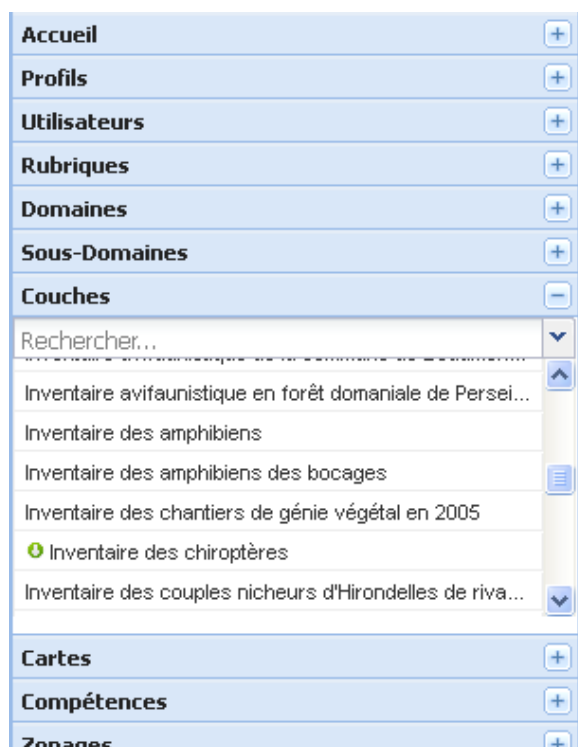 Accueil
Profils
Utilisateurs
Rubriques
Domaines
Sous-Domaines
Couches
Rechercher...
Inventaire avifaunistique en forêt domaniale de Persei...
Inventaire des amphibiens
Inventaire des amphibiens des bocages
Inventaire des chantiers de génie végétal en 2005
Inventaire des chiroptères
Inventaire des couples nicheurs d'Hirondelles de riva...
Cartes
Compétences
Zonages